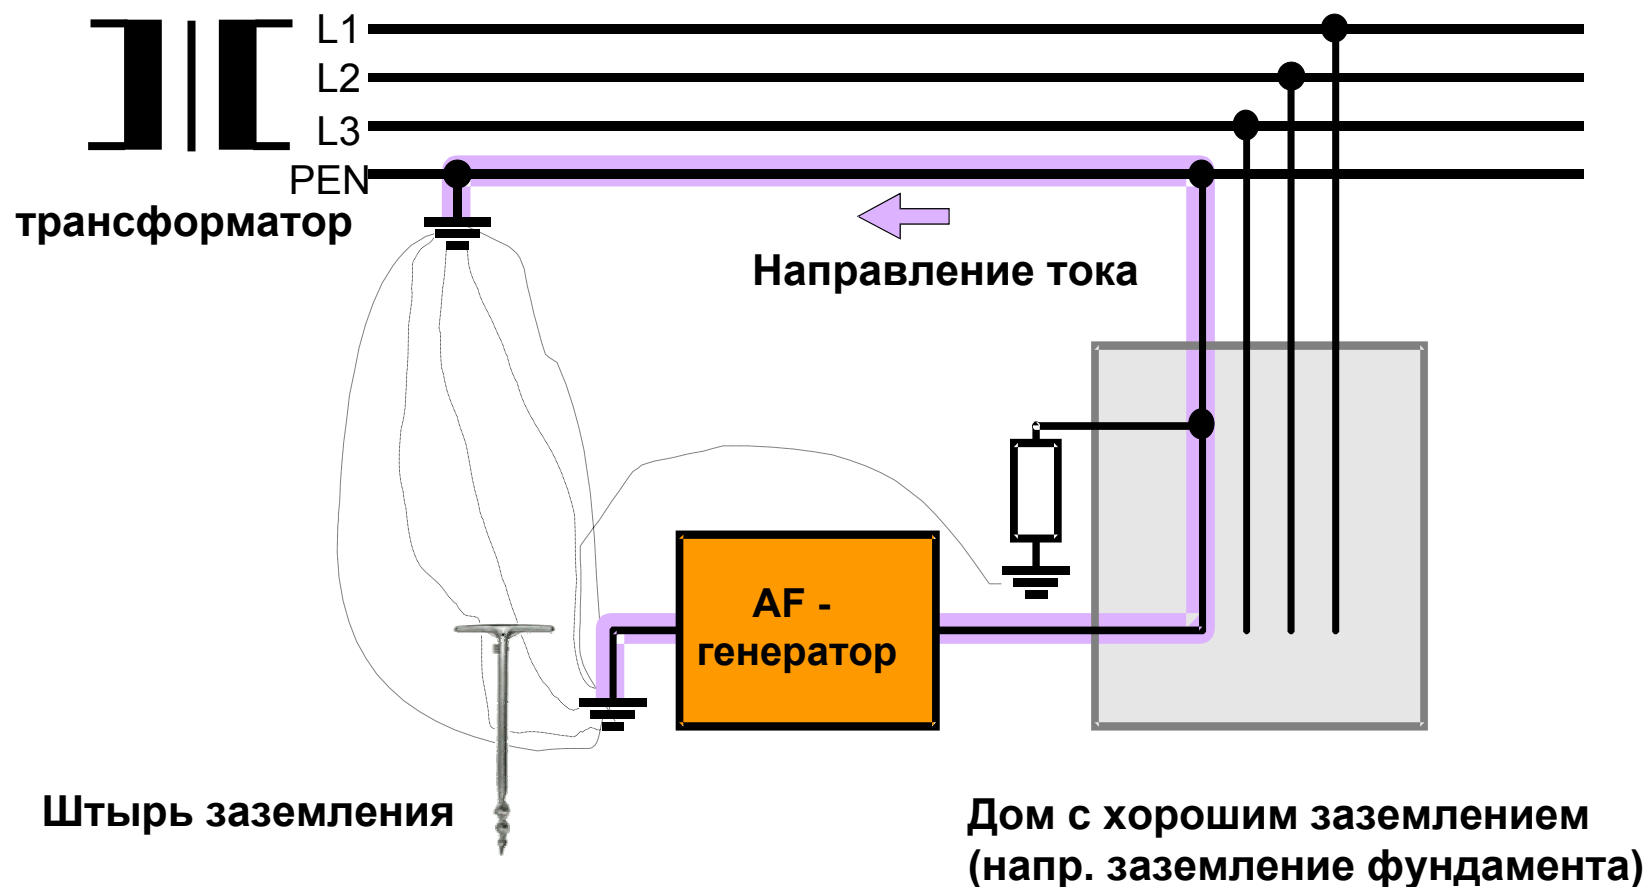 L1
L2
L3
PEN
трансформатор
Направление тока
AF -
генератор
Штырь заземления
Дом с хорошим заземлением
(напр. заземление фундамента)